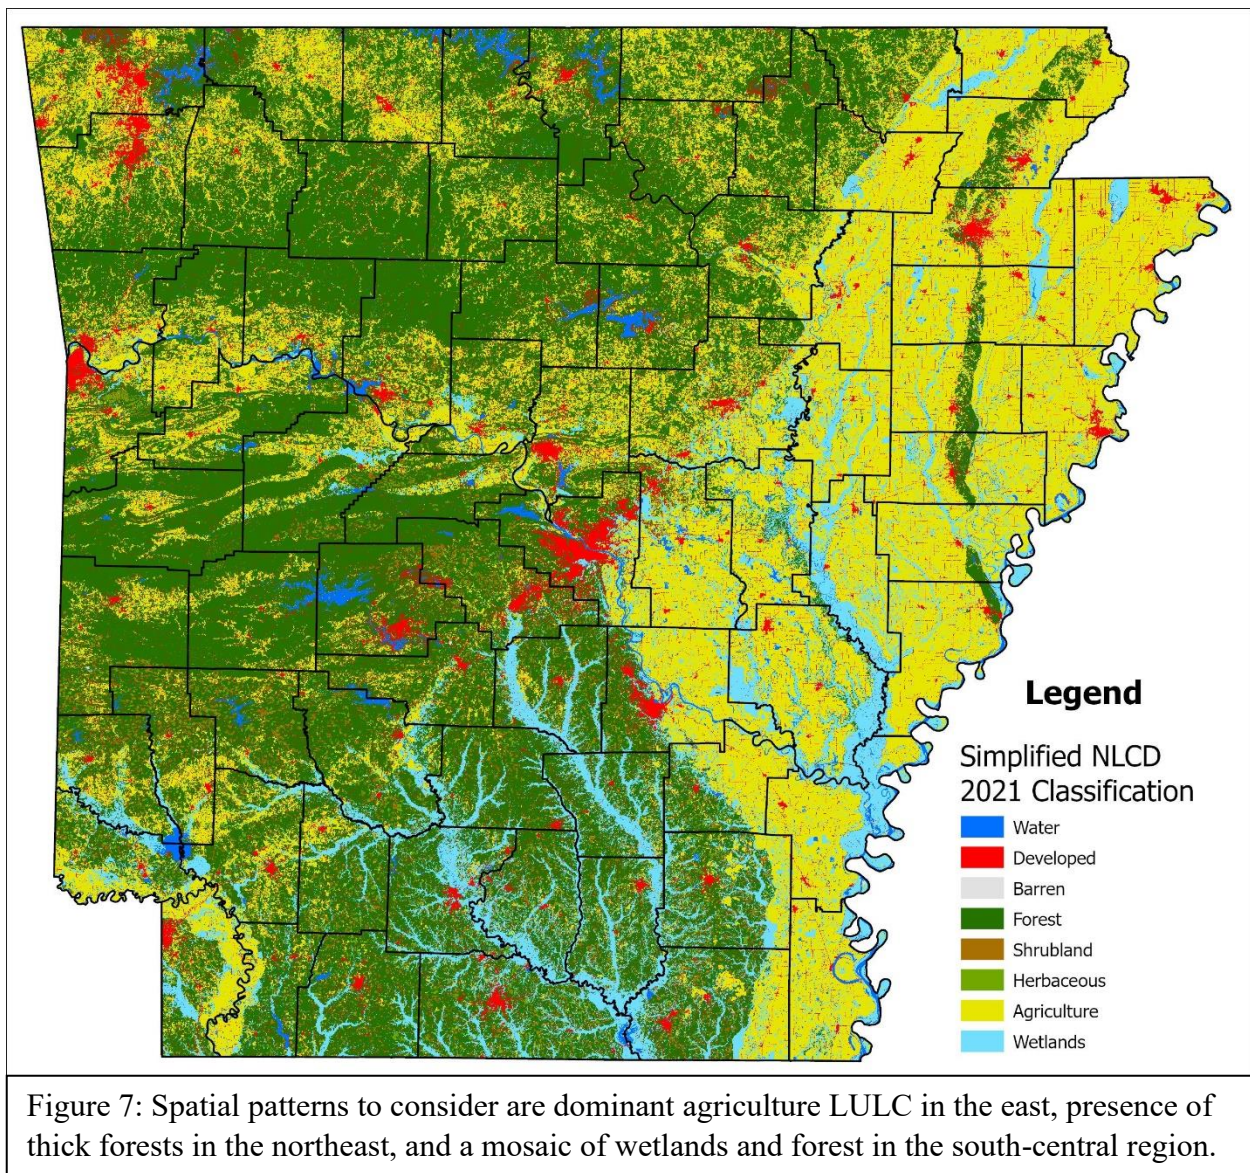 Legend
Simplified NLCD
2021 Classification
Water
Developed
Barren
Forest
Shrubland
Herbaceous
Agriculture
Wetlands
Figure 7: Spatial patterns to consider are dominant agriculture LULC in the east, presence of
thick forests in the northeast, and a mosaic of wetlands and forest in the south-central region.